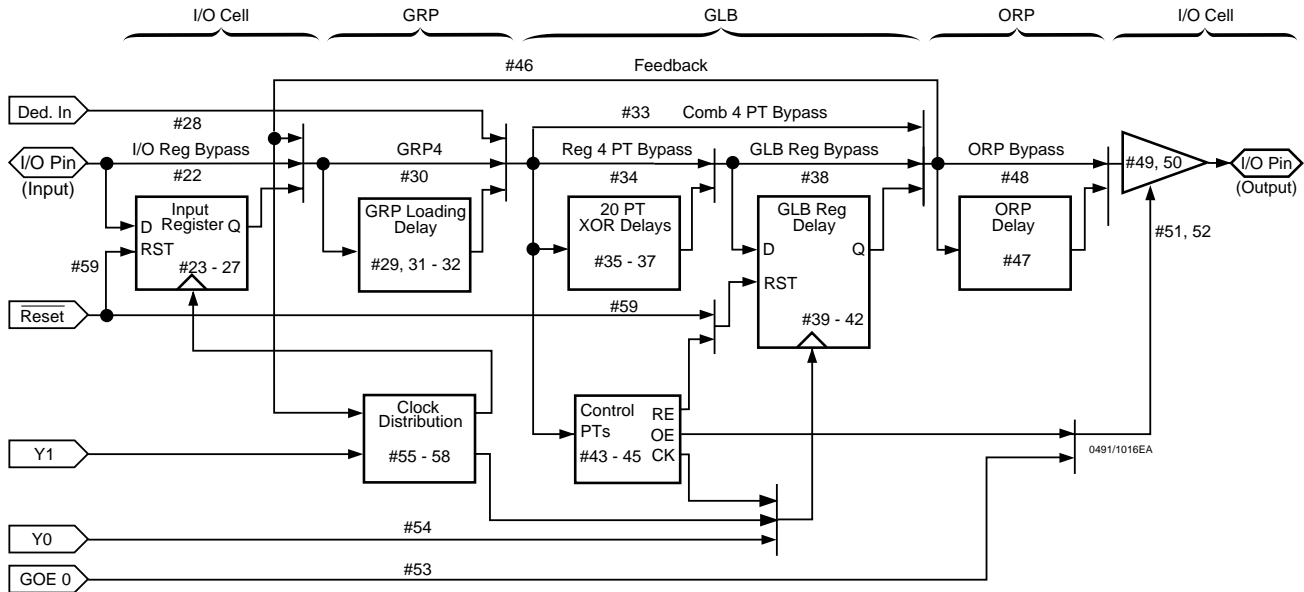 I/O Cell
GRP
GLB
ORP
I/O Cell
#46
Feedback
Ded. In
#28
#33
Comb 4 PT Bypass
I/O Pin
(Input)
I/O Reg Bypass
#22
GRP4
#30
Reg 4 PT Bypass
#34
GLB Reg Bypass
#38
ORP Bypass
#48
#49, 50
I/O Pin
(Output)
Input
Register
D
Q
RST
#23 - 27
GRP Loading
Delay
#29, 31 - 32
20 PT
XOR Delays
#35 - 37
GLB Reg
Delay
D
Q
RST
#39 - 42
ORP
Delay
#47
#51, 52
#59
Reset
#59
Clock
Distribution
#55 - 58
Control
PTs
#43 - 45
RE
OE
CK
0491/1016EA
Y1
Y0
#54
GOE 0
#53